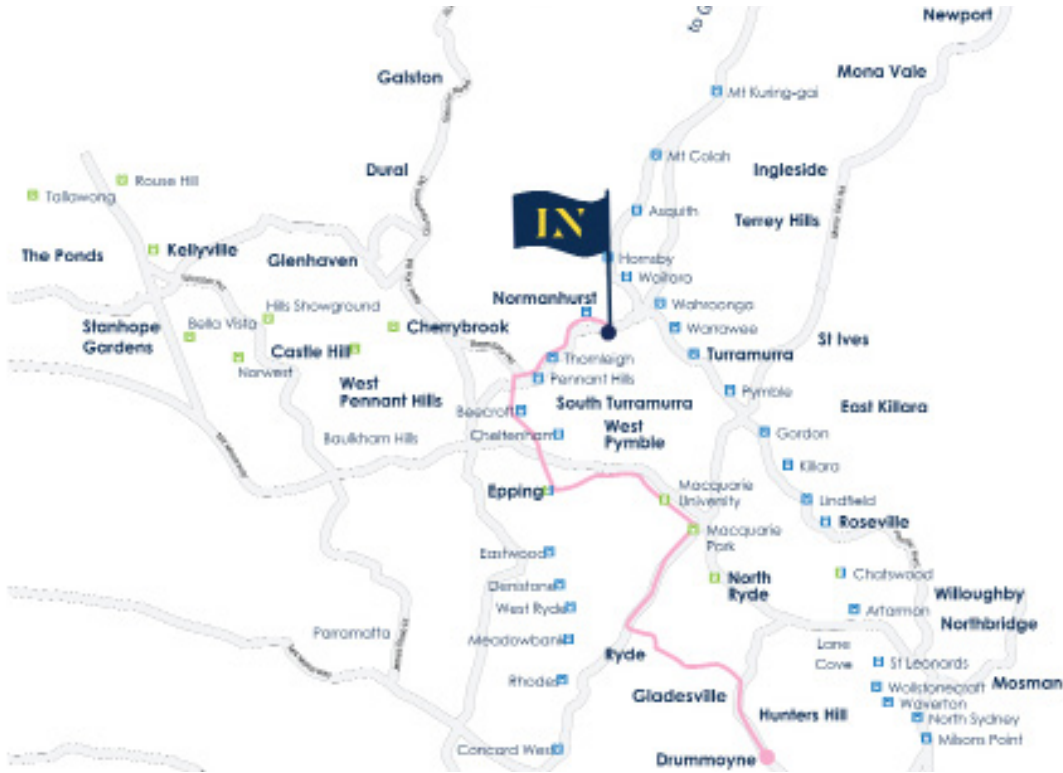 Newport
to G
Mona Vale
Galston
Mt Kuring-gai
Mt Colah
Ingleside
Dural
Rouse Hill
Tallawong
Asquith
Terrey Hills
LN
The Ponds
Kellyville
Glenhaven
Hornsby
Waitara
Normanhurst
Wahroonga
Hills Showground
Stanhope
Gardens
Bella Vista
Cherrybrook
Warrawee
St Ives
Castle Hill
Narwest
Thornleigh
Turramurra
West
Pennant Hills
Pennant Hills
Pymble
South Turramurra
East Killara
Beecroft
Baulkham Hills
Cheltenham
West
Pymble
Gordon
Killara
Epping
Macquarie
University
Lindfield
Roseville
Macquarie
Park
Eastwood
Denistone
North
Ryde
Chatswood
Willoughby
West Ryde
Artarmon
Northbridge
Parramatta
Meadowbank
Ryde
Lane
Cove
St Leonards
Rhodes
Gladesville
Wollstonecraft
Mosman
Waverton
Hunters Hill
North Sydney
Concord West
Drummoyne
Milsons Point